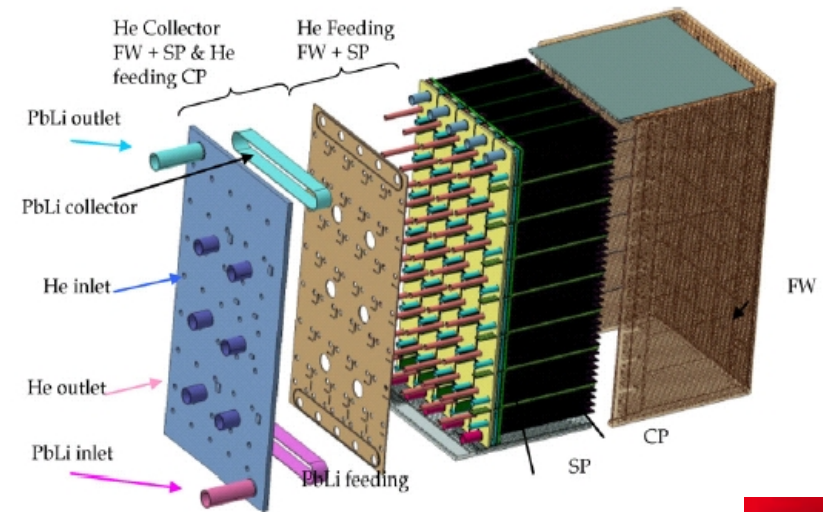 He Collector
FW + SP & He
feeding CP
He Feeding
FW + SP
PbLi outlet
PbLi collector
He inlet
He outlet
PbLi inlet
PbLi feeding
FW
CP
SP